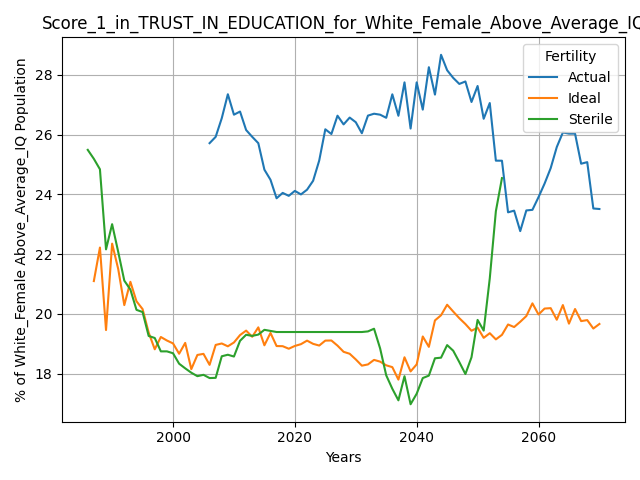 Score_1_in_TRUST_IN_EDUCATION_for_White_Female_Above_Average_IQ
Fertility
Actual
Ideal
Sterile
% of White_Female Above_Average_IQ Population
28
26
24
22
20
18
2000
2020
2040
2060
Years